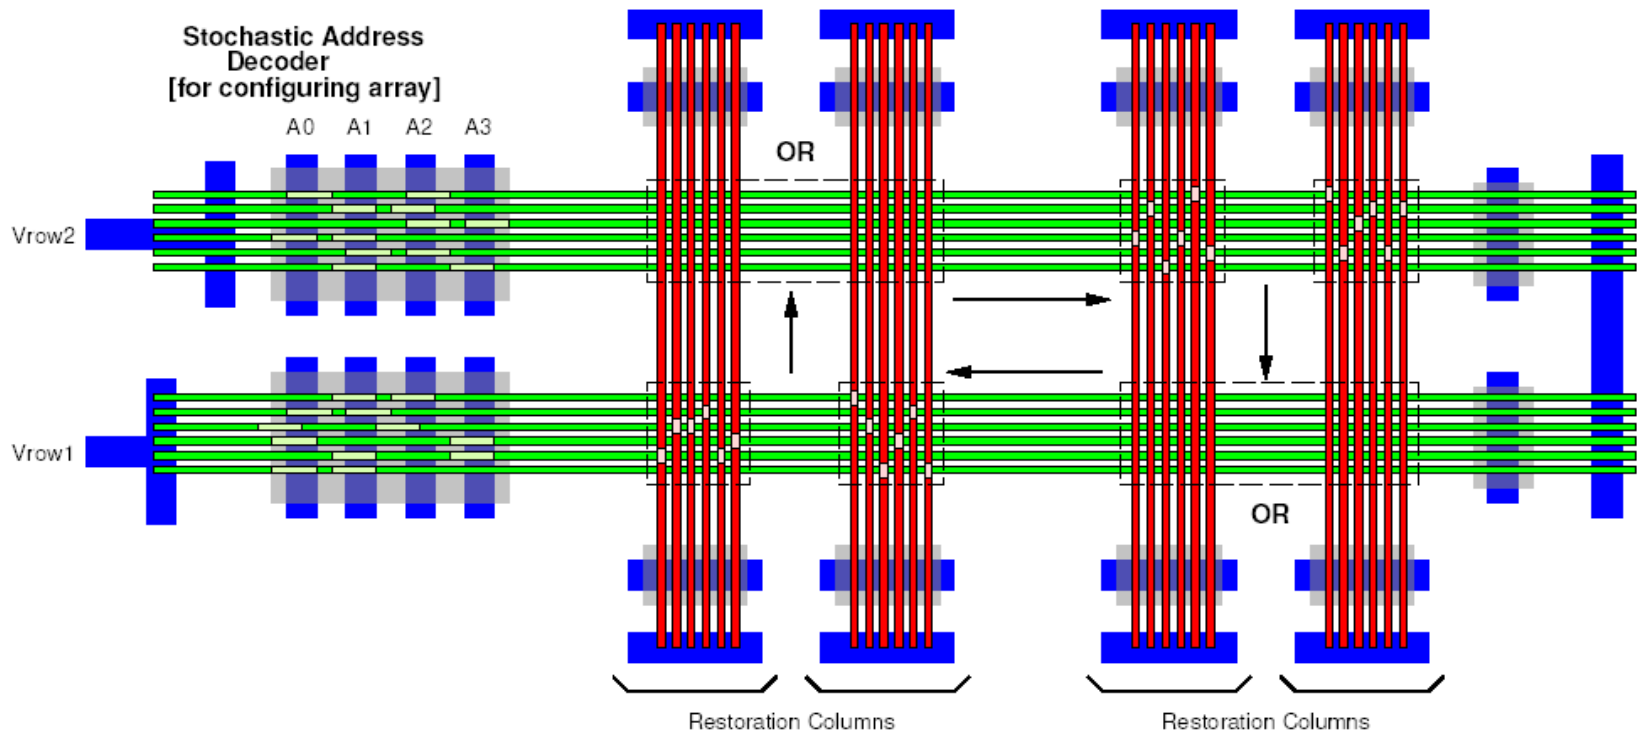 Stochastic Address
Decoder
[for configuring array]
A0 A1 A2 A3
OR
Vrow2
Vrow1
OR
Restoration Columns
Restoration Columns